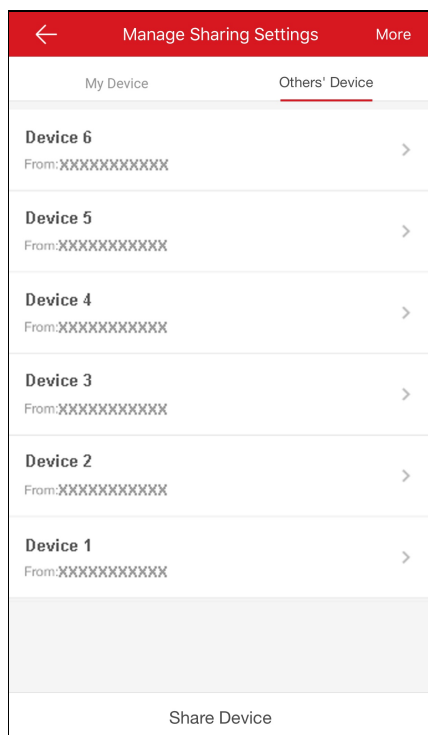 Manage Sharing Settings More
My Device Others' Device
Device 6
From:XXXXXXXXXXX
Device 5
From:XXXXXXXXXXX
Device 4
From:XXXXXXXXXXX
Device 3
From:XXXXXXXXXXX
Device 2
From:XXXXXXXXXXX
Device 1
From:XXXXXXXXXXX
Share Device